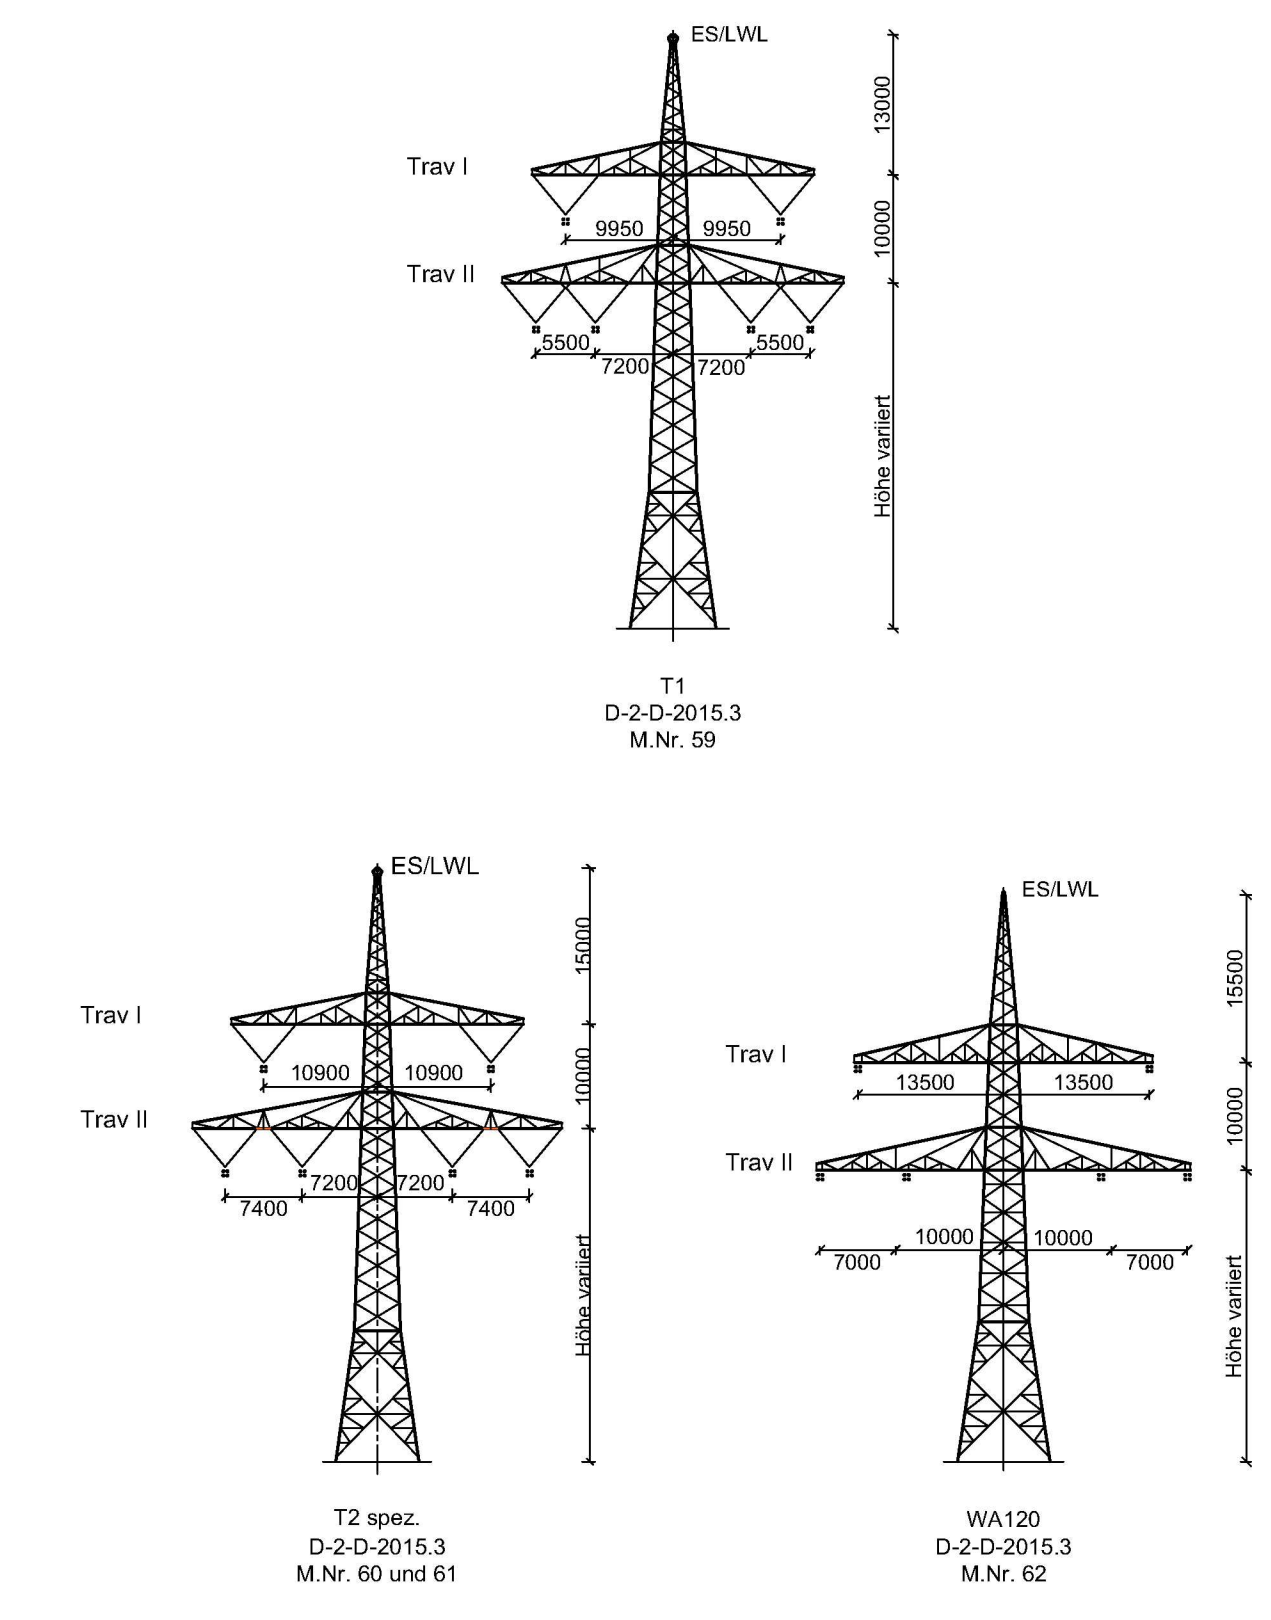 ES/LWL
13000
Trav I
10000
9950 9950
Trav II
5500 5500
7200 7200
Höhe variiert
T1
D-2-D-2015.3
M.Nr. 59
ES/LWL
15000
Trav I
10900 10900
10000
Trav II
7200 7200
7400 7400
Höhe variiert
T2 spez.
D-2-D-2015.3
M.Nr. 60 und 61
ES/LWL
15500
Trav I
13500 13500
10000
Trav II
10000 10000
7000 7000
Höhe variiert
WA120
D-2-D-2015.3
M.Nr. 62